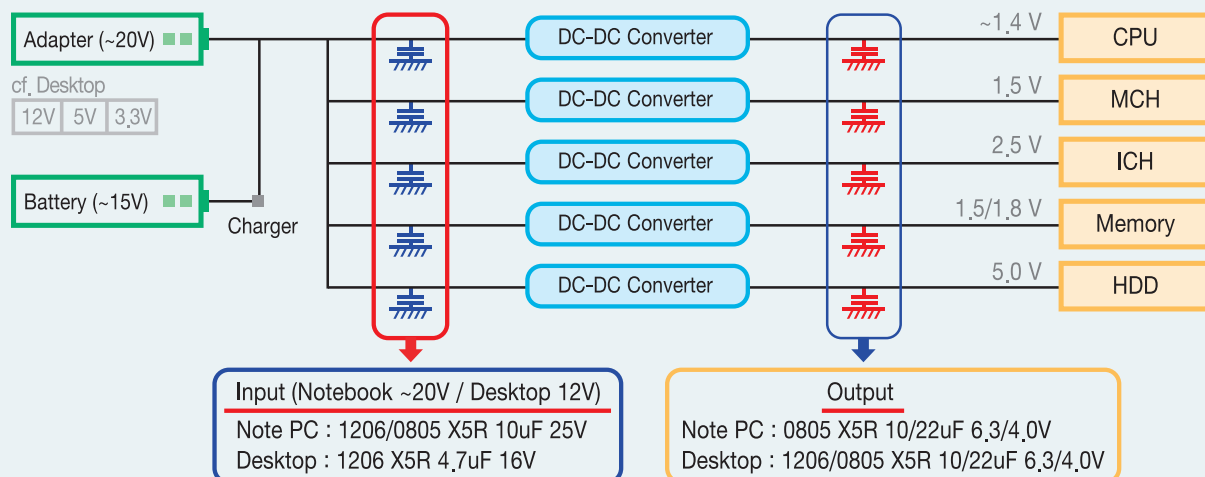 Adapter (~20V)
cf. Desktop
12V 5V 3.3V
Battery (~15V)
Charger
DC-DC Converter
DC-DC Converter
DC-DC Converter
DC-DC Converter
DC-DC Converter
~1.4 V
CPU
1.5 V
MCH
2.5 V
ICH
1.5/1.8 V
Memory
5.0 V
HDD
Input (Notebook ~20V / Desktop 12V)
Note PC : 1206/0805 X5R 10uF 25V
Desktop : 1206 X5R 4.7uF 16V
Output
Note PC : 0805 X5R 10/22uF 6.3/4.0V
Desktop : 1206/0805 X5R 10/22uF 6.3/4.0V